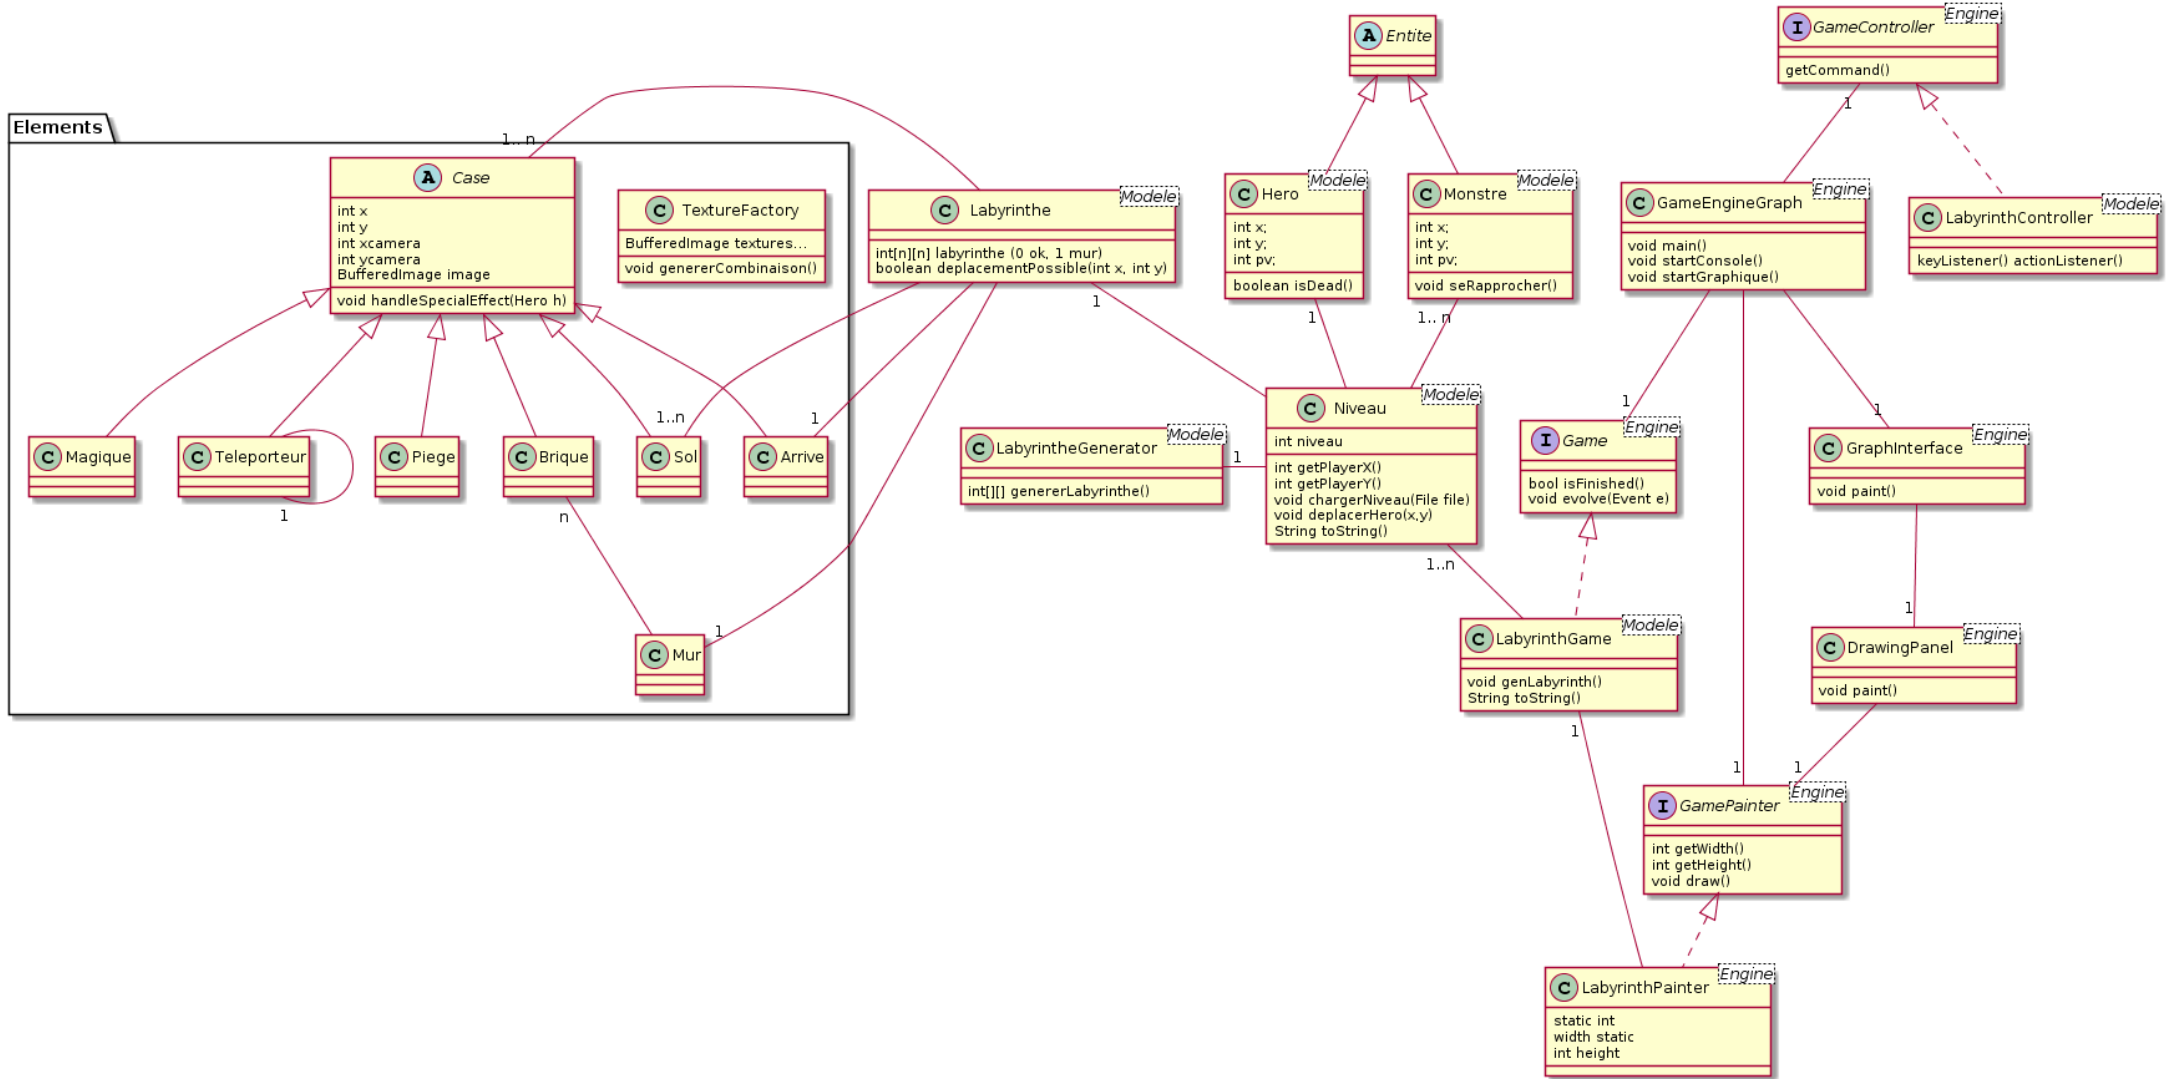 Elements
1.. n
A Case
int x
int y
int xcamera
int ycamera
BufferedImage image
void handleSpecialEffect(Hero h)
C TextureFactory
BufferedImage textures...
void genererCombinaison()
C Magique
C Teleporteur
1
C Piege
C Brique
n
C Sol
1..n
C Arrive
1
C Mur
1
C Labyrinthe
Modele
int[n][n] labyrinthe (0 ok, 1 mur)
boolean deplacementPossible(int x, int y)
1
A Entite
C Hero
Modele
int x;
int y;
int pv;
boolean isDead()
1
C Monstre
Modele
int x;
int y;
int pv;
void seRapprocher()
1.. n
C LabyrintheGenerator
Modele
int[][] genererLabyrinthe()
1
C Niveau
Modele
int niveau
int getPlayerX()
int getPlayerY()
void chargerNiveau(File file)
void deplacerHero(x,y)
String toString()
1..n
I GameController
Engine
getCommand()
1
C GameEngineGraph
Engine
void main()
void startConsole()
void startGraphique()
C LabyrinthController
Modele
keyListener() actionListener()
1
I Game
Engine
bool isFinished()
void evolve(Event e)
1
C GraphInterface
Engine
void paint()
C LabyrinthGame
Modele
void genLabyrinth()
String toString()
1
1
C DrawingPanel
Engine
void paint()
1
1
I GamePainter
Engine
int getWidth()
int getHeight()
void draw()
C LabyrinthPainter
Engine
static int
width static
int height